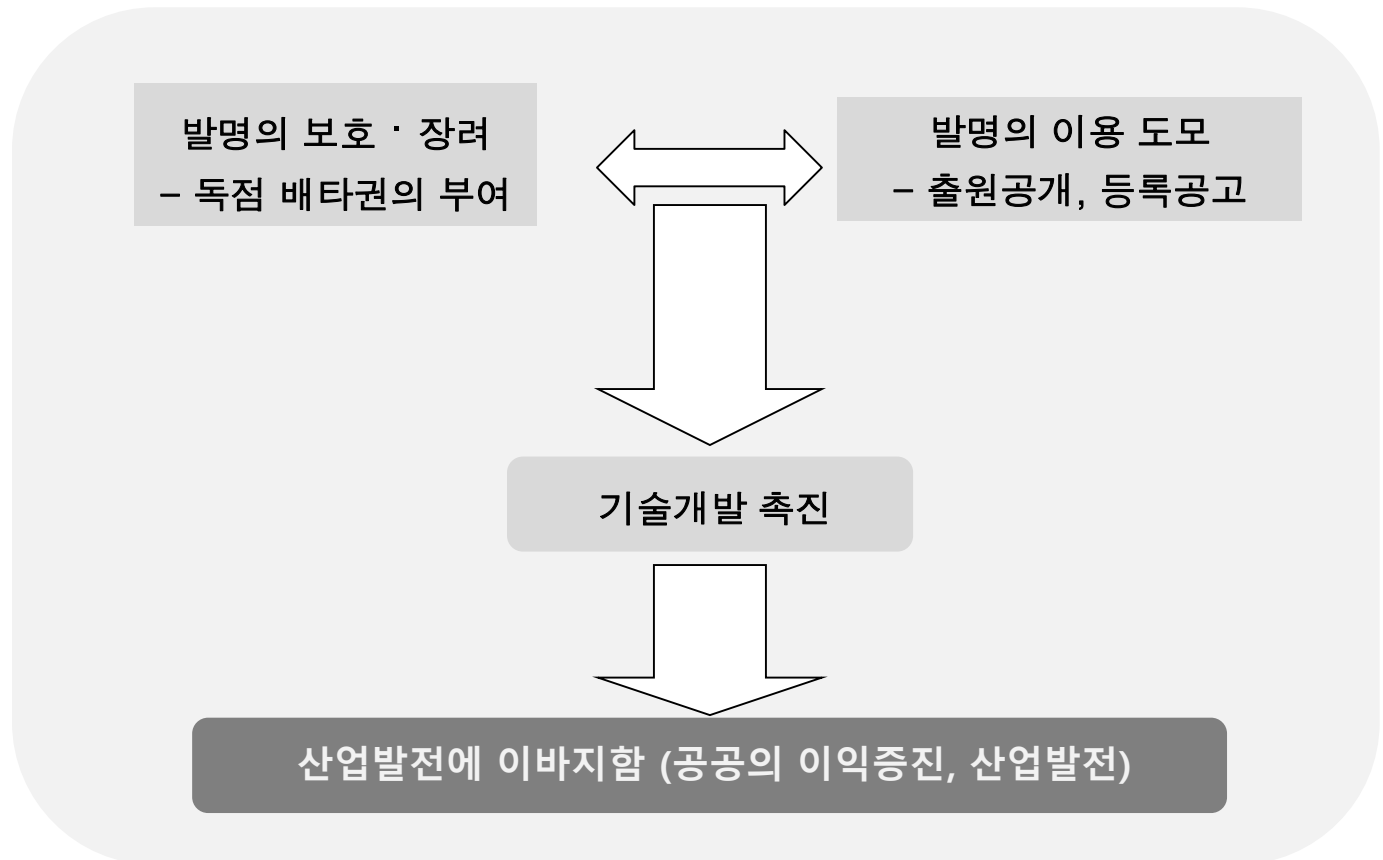 발명의 보호 · 장려
– 독점 배타권의 부여
발명의 이용 도모
– 출원공개, 등록공고
기술개발 촉진
산업발전에 이바지함 (공공의 이익증진, 산업발전)